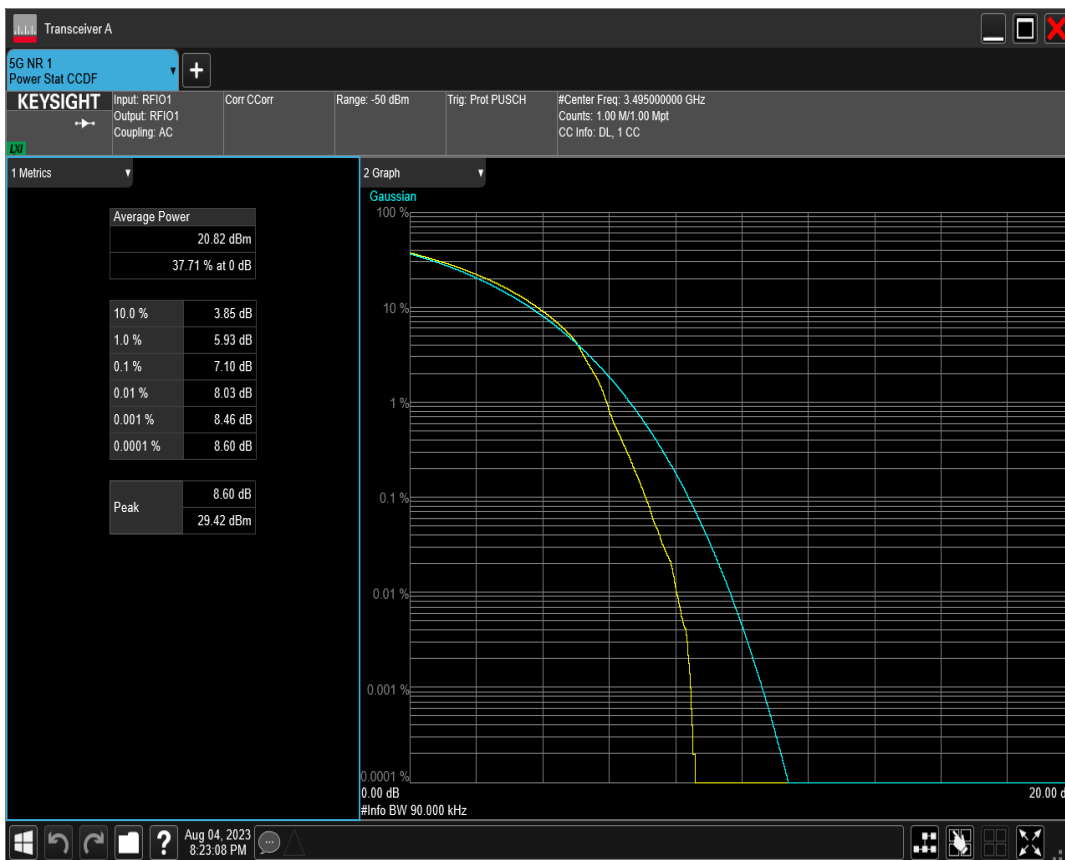 Transceiver A
5G NR 1
Power Stat CCDF
+
KEYSIGHT
LXI
Input: RFIO1
Output: RFIO1
Coupling: AC
Corr CCorr
Range: -50 dBm
Trig: Prot PUSCH
#Center Freq: 3.495000000 GHz
Counts: 1.00 M/1.00 Mpt
CC Info: DL, 1 CC
1 Metrics
Average Power
20.82 dBm
37.71 % at 0 dB
10.0 % 3.85 dB
1.0 % 5.93 dB
0.1 % 7.10 dB
0.01 % 8.03 dB
0.001 % 8.46 dB
0.0001 % 8.60 dB
Peak
8.60 dB
29.42 dBm
2 Graph
Gaussian
100 %
10 %
1 %
0.1 %
0.01 %
0.001 %
0.0001 %
0.00 dB
20.00 d
#Info BW 90.000 kHz
?
Aug 04, 2023
8:23:08 PM